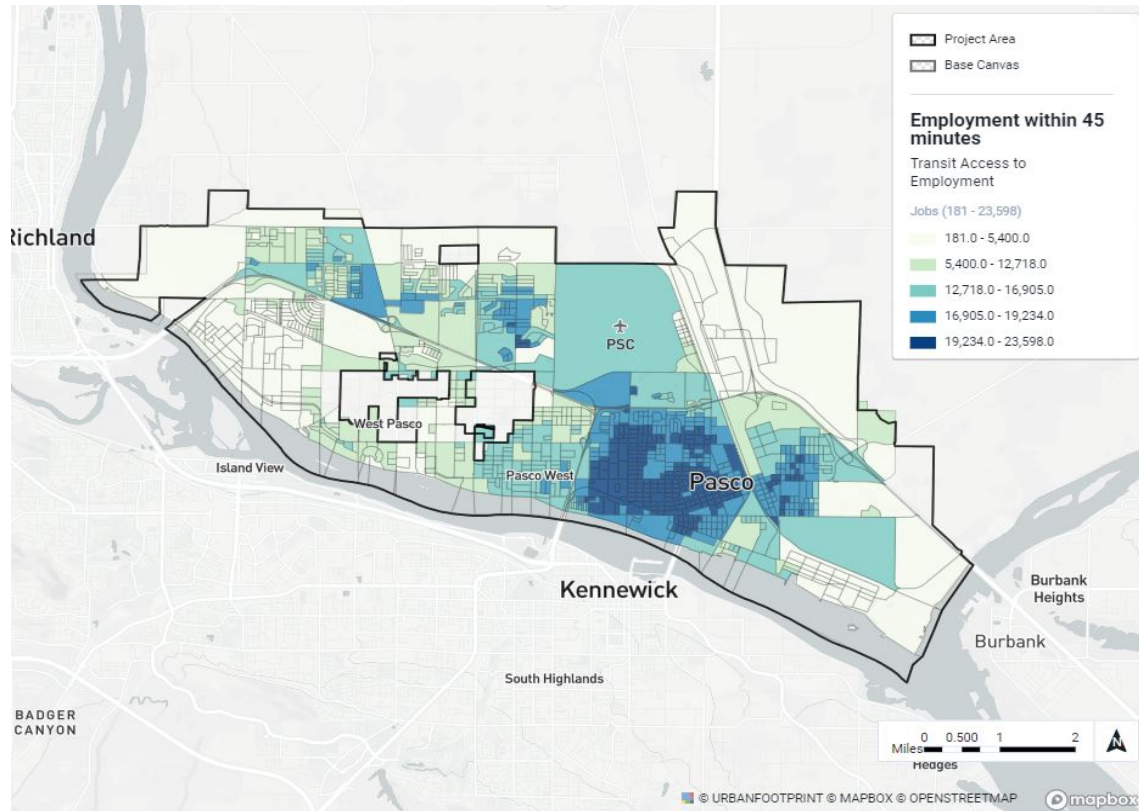 Project Area
Base Canvas
Employment within 45
minutes
Transit Access to
Employment
Jobs (181 - 23,598)
181.0 - 5,400.0
5,400.0 - 12,718.0
12,718.0 - 16,905.0
16,905.0 - 19,234.0
19,234.0 - 23,598.0
Richland
PSC
West Pasco
Island View
Pasco West
Pasco
Kennewick
Burbank
Heights
Burbank
South Highlands
BADGER
CANYON
Miles 0 0.500 1 2
N
Hedges
© URBANFOOTPRINT © MAPBOX © OPENSTREETMAP
mapbox